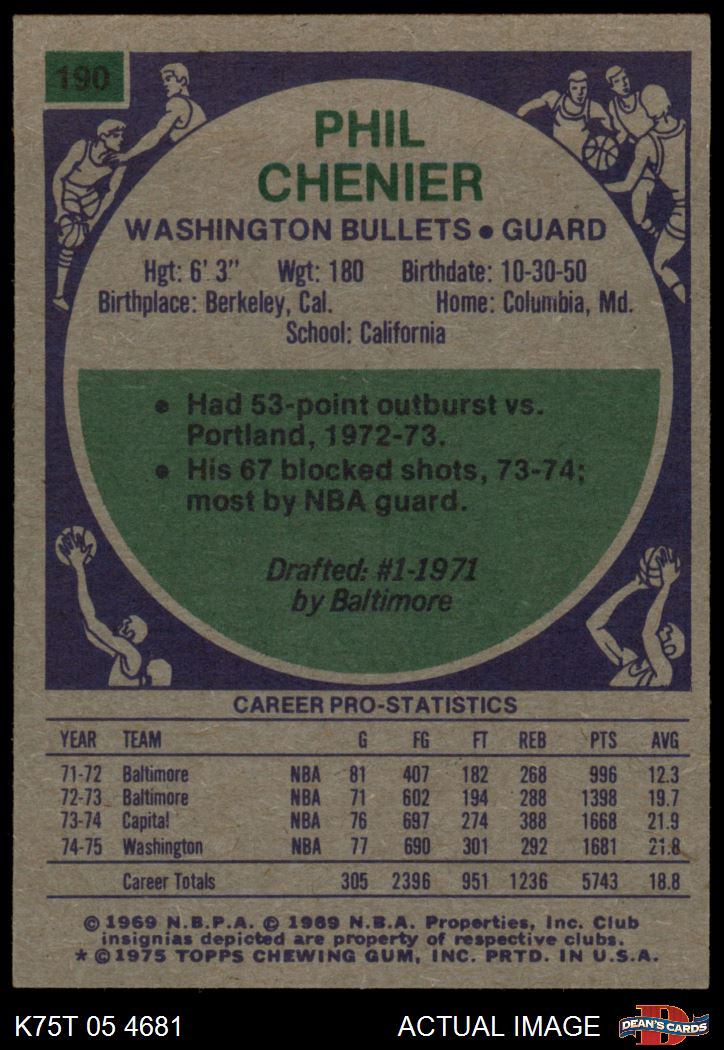 190
PHIL
CHENIER
WASHINGTON BULLETS • GUARD
Hgt: 6' 3" Wgt: 180 Birthdate: 10-30-50
Birthplace: Berkeley, Cal. Home: Columbia, Md.
School: California
• Had 53-point outburst vs.
Portland, 1972-73.
• His 67 blocked shots, 73-74;
most by NBA guard.
Drafted: #1-1971
by Baltimore
CAREER PRO-STATISTICS
YEAR TEAM G FG FT REB PTS AVG
71-72 Baltimore NBA 81 407 182 268 996 12.3
72-73 Baltimore NBA 71 602 194 288 1398 19.7
73-74 Capital NBA 76 697 274 388 1668 21.9
74-75 Washington NBA 77 690 301 292 1681 21.8
Career Totals 305 2396 951 1236 5743 18.8
© 1969 N.B.P.A. © 1969 N.B.A. Properties, Inc. Club
insignias depicted are property of respective clubs.
* © 1975 TOPPS CHEWING GUM, INC. PRTD. IN U.S.A.
K75T 05 4681 ACTUAL IMAGE
D
DEAN'S CARDS